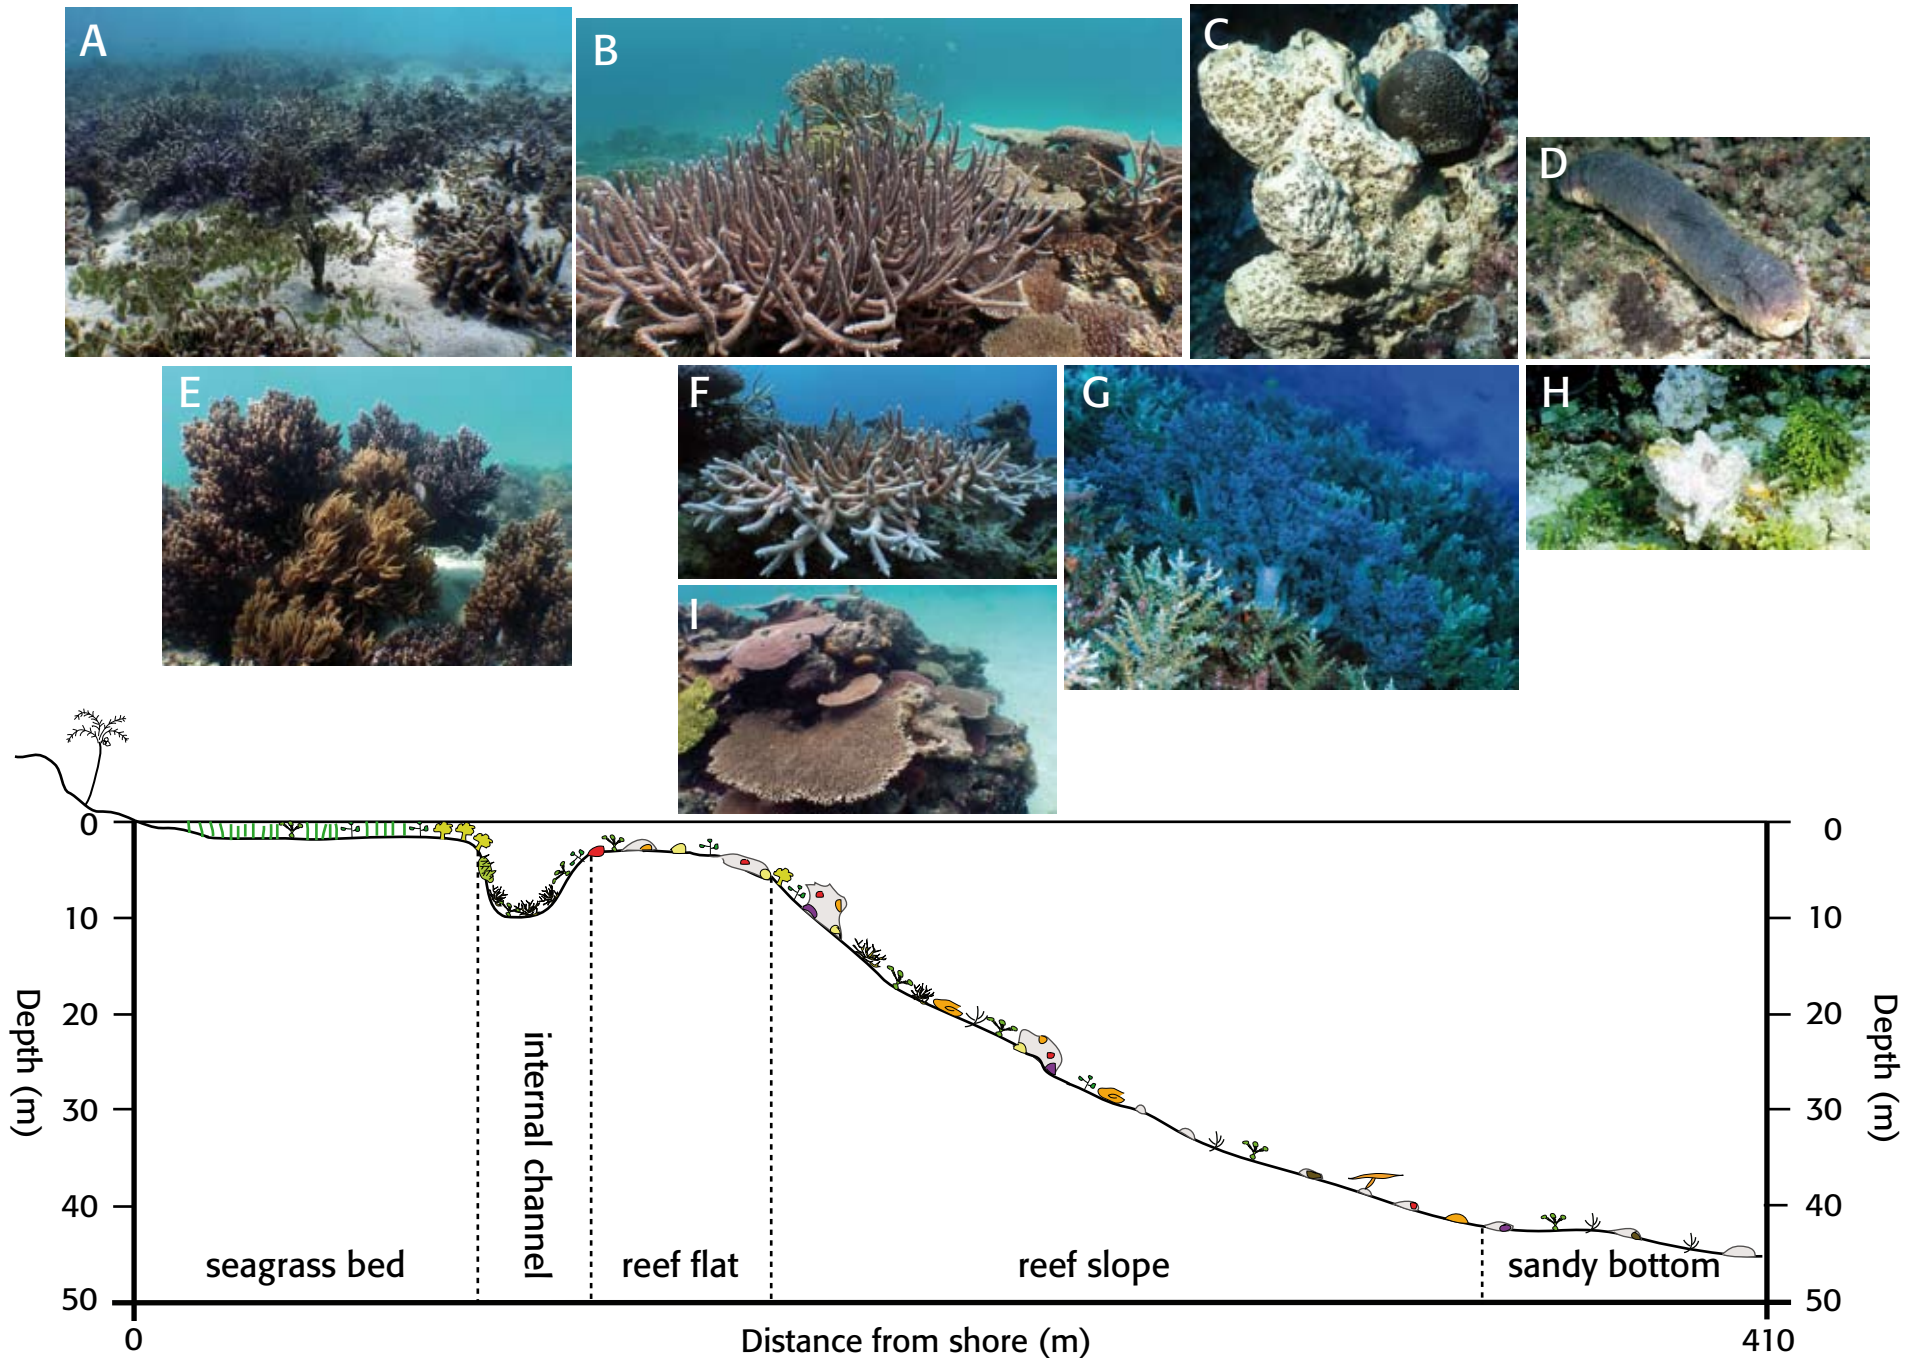 A
B
C
D
E
F
G
H
I
0
10
20
30
40
50
Depth (m)
0
10
20
30
40
50
Depth (m)
seagrass bed
internal channel
reef flat
reef slope
sandy bottom
0
Distance from shore (m)
410